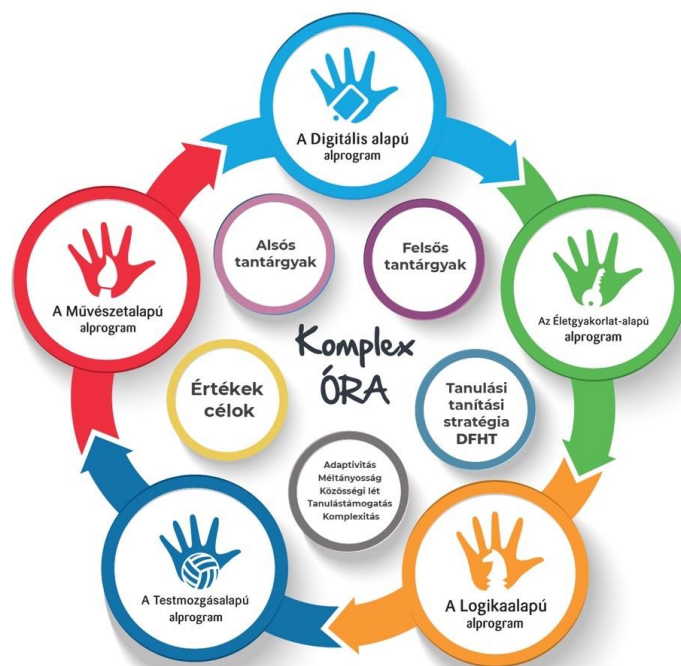 A Digitális alapú
alprogram
Alsós
tantárgyak
Felsős
tantárgyak
A Művészetalapú
alprogram
Az Életgyakorlat-alapú
alprogram
Komplex
ÓRA
Értékek
célok
Tanulási
tanítási
stratégia
DFHT
Adaptivitás
Méltányosság
Közösségi lét
Tanulástámogatás
Komplexitás
A Testmozgásalapú
alprogram
A Logikaalapú
alprogram